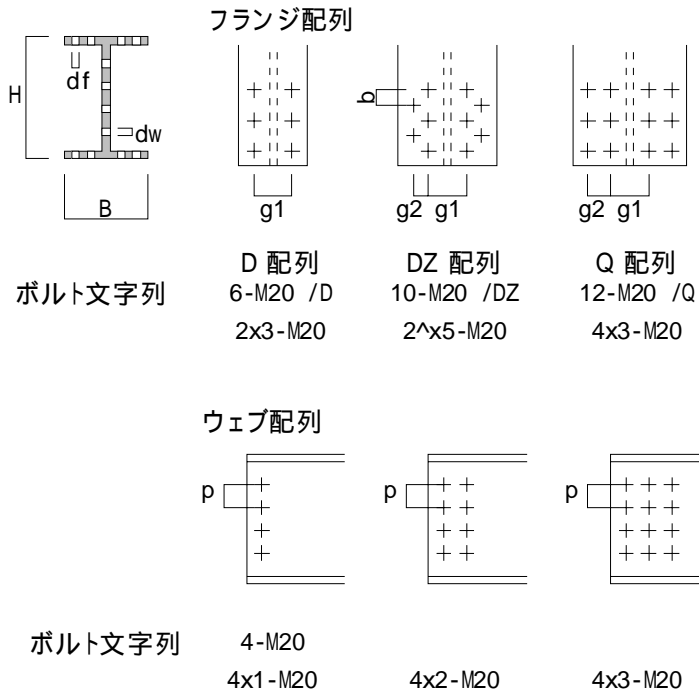 フランジ配列
H
df
dw
B
g1
b
g2 g1
g2 g1
D 配列 DZ 配列 Q 配列
ボルト文字列 6-M20 /D 10-M20 /DZ 12-M20 /Q
2x3-M20 2^x5-M20 4x3-M20
ウェブ配列
p p p
ボルト文字列 4-M20
4x1-M20 4x2-M20 4x3-M20